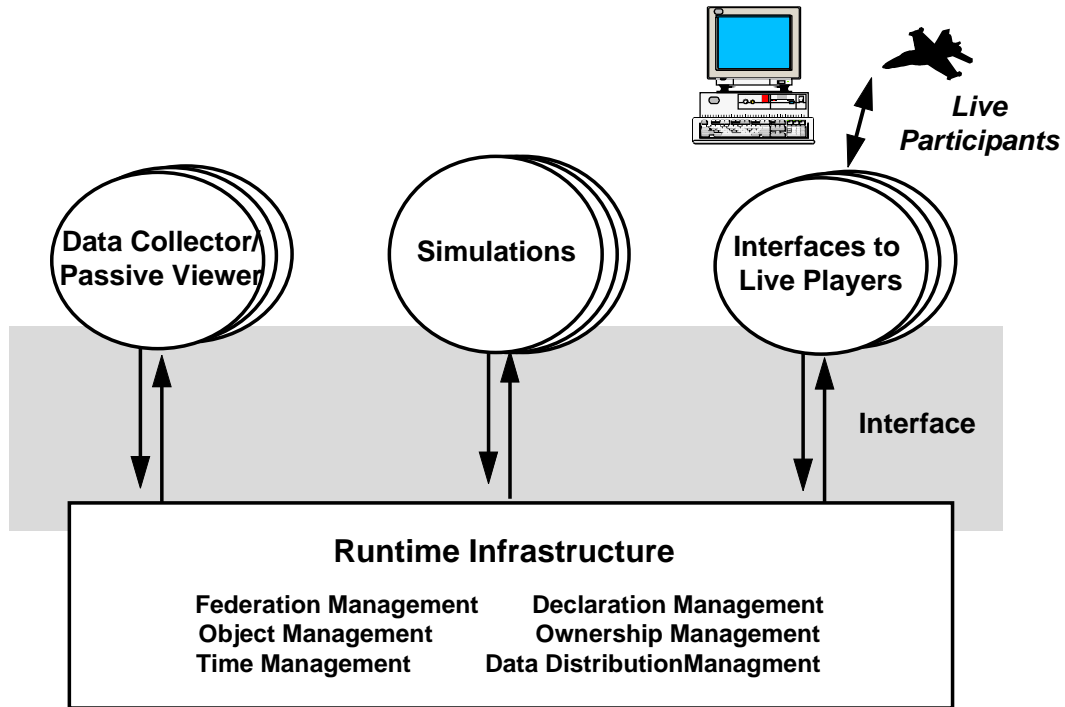 Live
Participants
Data Collector/
Passive Viewer
Simulations
Interfaces to
Live Players
Interface
Runtime Infrastructure
Federation Management
Declaration Management
Object Management
Ownership Management
Time Management
Data DistributionManagment